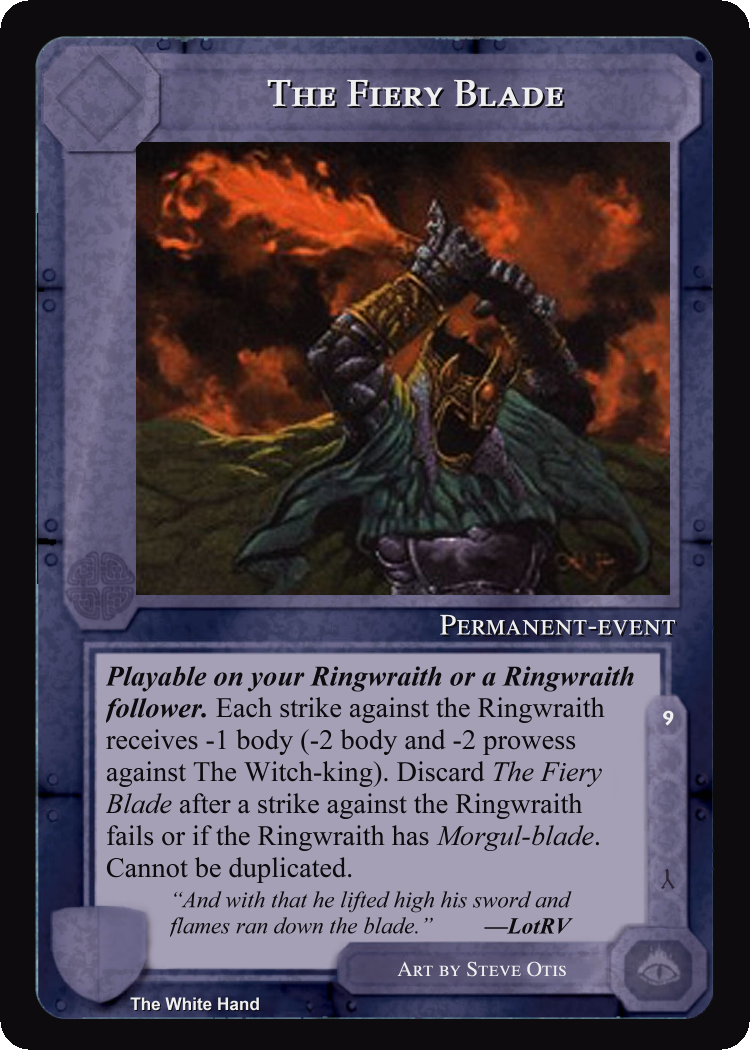 THE FIERY BLADE
PERMANENT-EVENT
Playable on your Ringwraith or a Ringwraith
follower. Each strike against the Ringwraith
receives -1 body (-2 body and -2 prowess
against The Witch-king). Discard The Fiery
Blade after a strike against the Ringwraith
fails or if the Ringwraith has Morgul-blade.
Cannot be duplicated.
“And with that he lifted high his sword and
flames ran down the blade.” —LotRV
9
ART BY STEVE OTIS
The White Hand